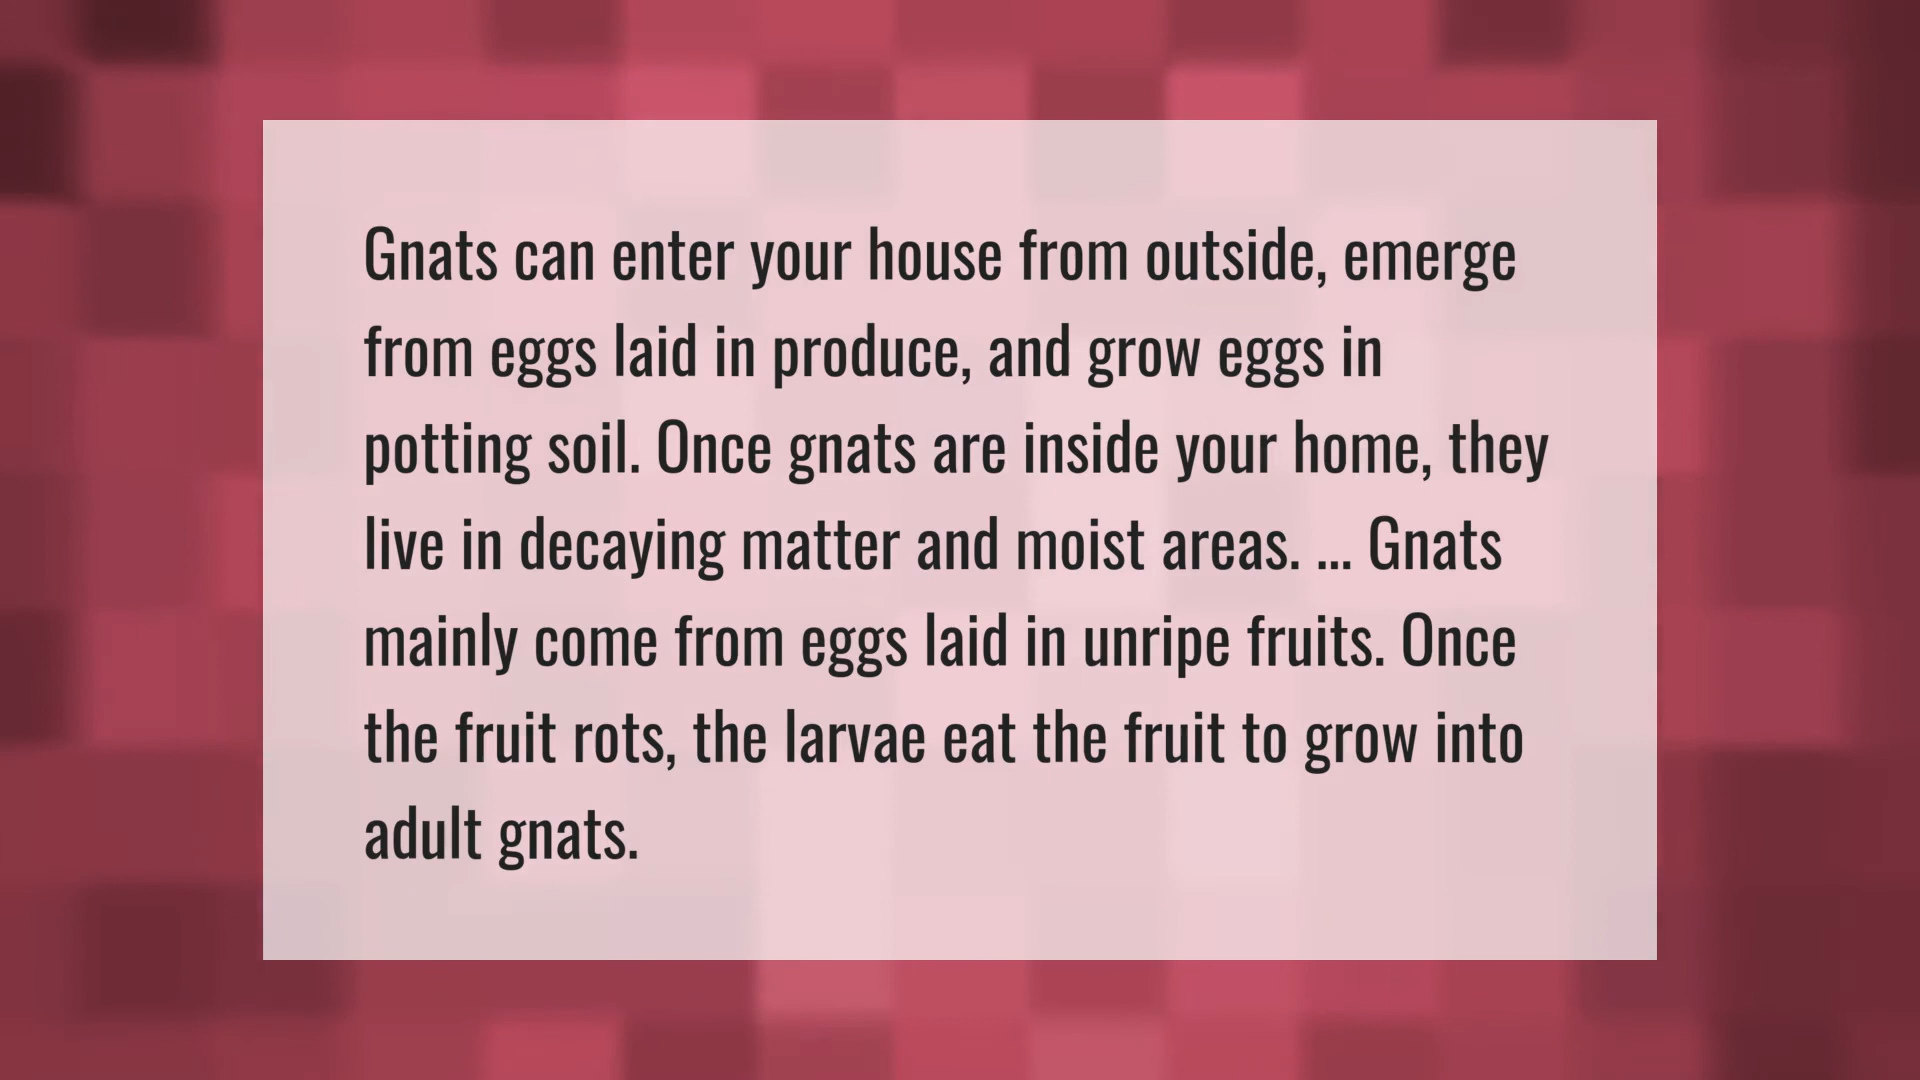 Gnats can enter your house from outside, emerge
from eggs laid in produce, and grow eggs in
potting soil. Once gnats are inside your home, they
live in decaying matter and moist areas. ... Gnats
mainly come from eggs laid in unripe fruits. Once
the fruit rots, the larvae eat the fruit to grow into
adult gnats.